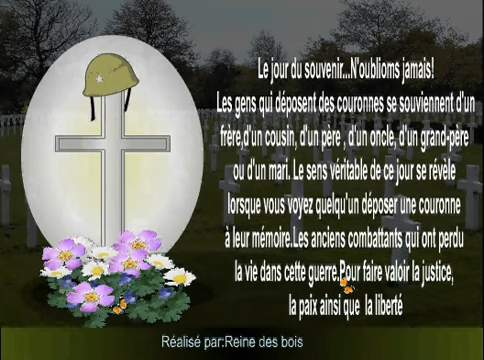 Le jour du souvenir...N'oublioms jamais!
Les gens qui déposent des couronnes se souviennent d'un
frère,d'un cousin, d'un père , d'un oncle, d'un grand-père
ou d'un mari. Le sens véritable de ce jour se révèle
lorsque vous voyez quelqu'un déposer une couronne
à leur mémoire.Les anciens combattants qui ont perdu
la vie dans cette guerre.Pour faire valoir la justice,
la paix ainsi que la liberté
Réalisé par:Reine des bois